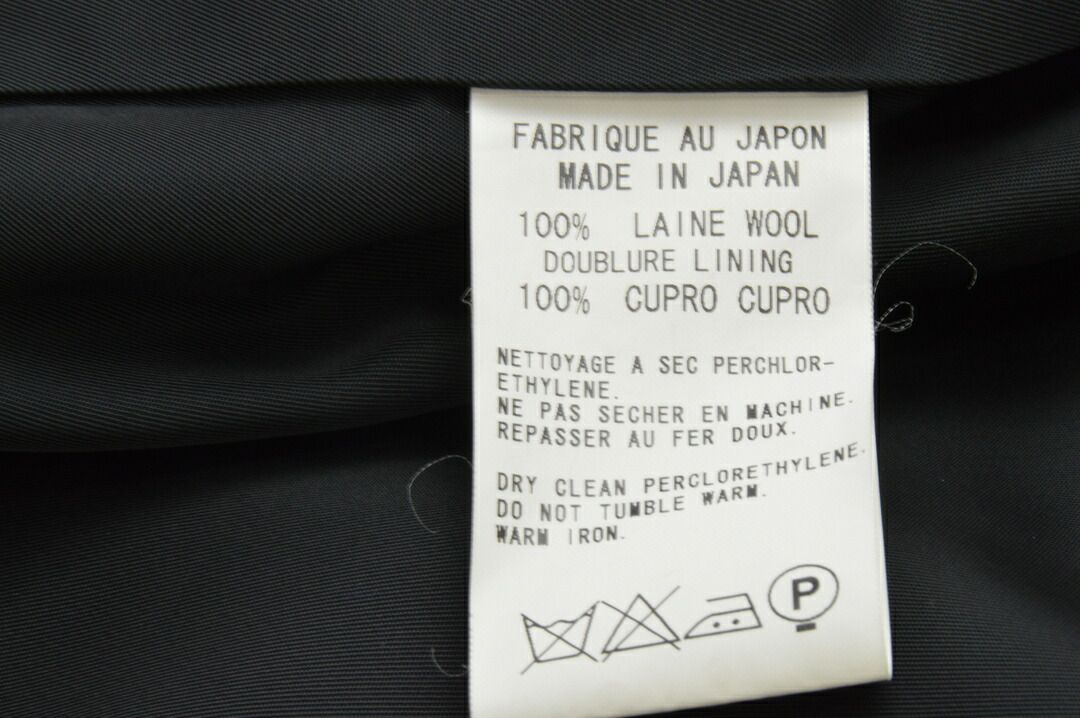 FABRIQUE AU JAPON
MADE IN JAPAN
100% LAINE WOOL
DOUBLURE LINING
100% CUPRO CUPRO
NETTOYAGE A SEC PERCHLOR-
ETHYLENE.
NE PAS SECHER EN MACHINE.
REPASSER AU FER DOUX.
DRY CLEAN PERCLORETHYLENE.
DO NOT TUMBLE WARM.
WARM IRON.
P